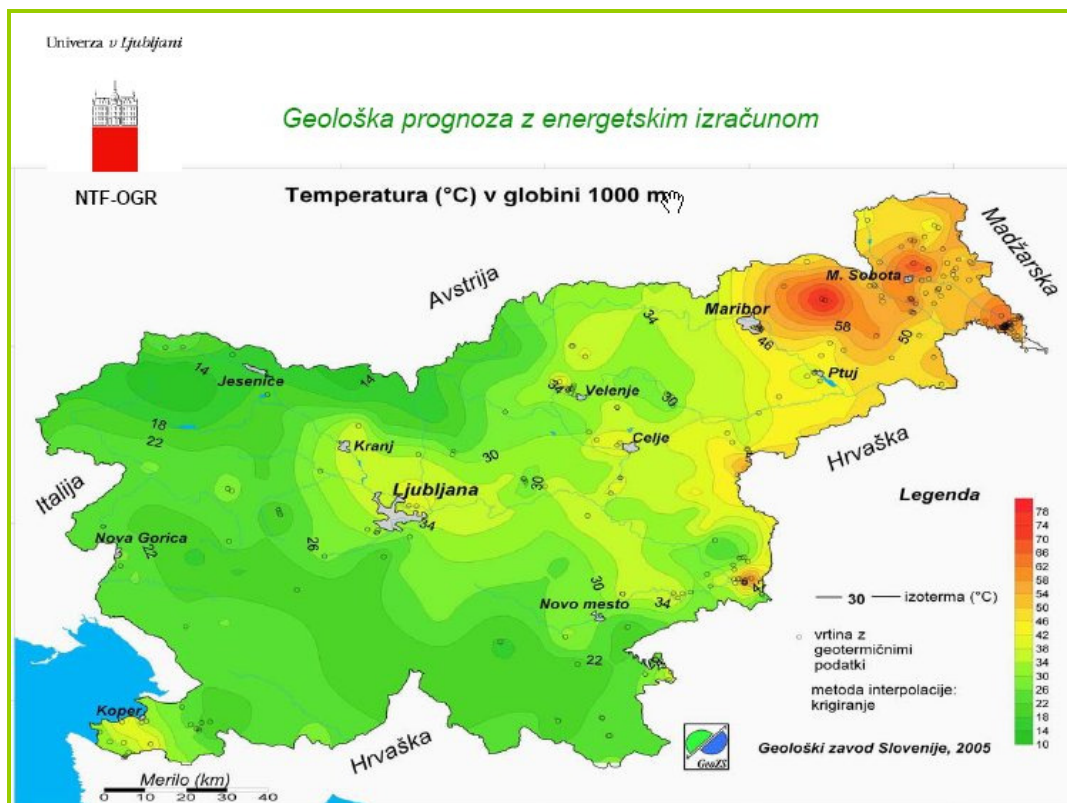 Univerza v Ljubljani
Geološka prognoza z energetskim izračunom
NTF-OGR
Temperatura (°C) v globini 1000 m
Avstrija
Madžarska
M. Sobota
Maribor
34
58
50
46
14
Jesenice
14
Ptuj
34
Velenje
30
18
22
Kranj
30
Celje
Hrvaška
Italija
Ljubljana
30
34
Legenda
Nova Gorica
22
26
78
74
70
66
62
58
54
50
46
42
38
34
30
26
22
18
14
10
30
34
Novo mesto
22
30 izoterma (°C)
vrtina z
geotermičnimi
podatki
metoda interpolacije:
krigiranje
Koper
Hrvaška
GeoZS
Geološki zavod Slovenije, 2005
Merilo (km)
0 10 20 30 40